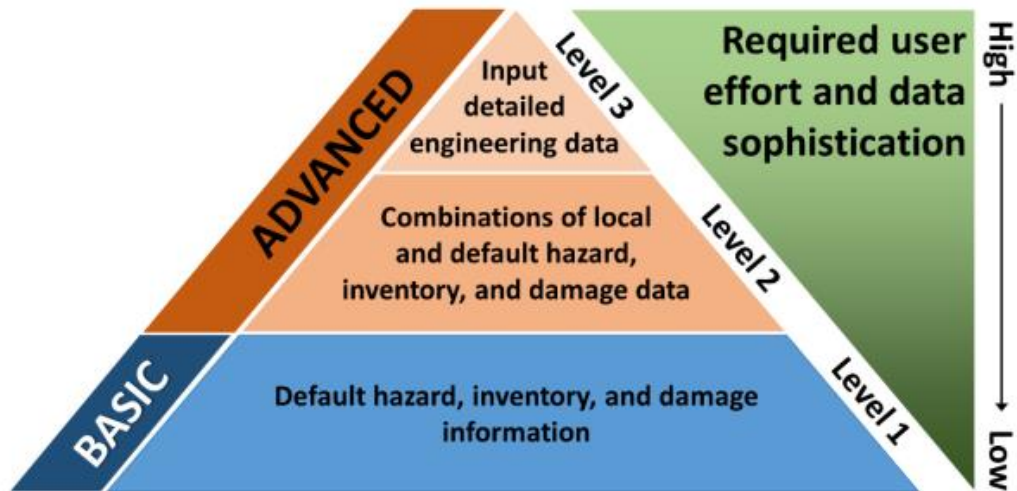 ADVANCED
BASIC
Input
detailed
engineering data
Level 3
Combinations of local
and default hazard,
inventory, and damage data
Level 2
Default hazard, inventory, and damage
information
Level 1
Required user
effort and data
sophistication
High
Low